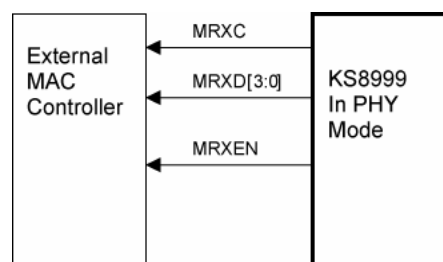 External
MAC
Controller
MRXC
MRXD[3:0]
MRXEN
KS8999
In PHY
Mode